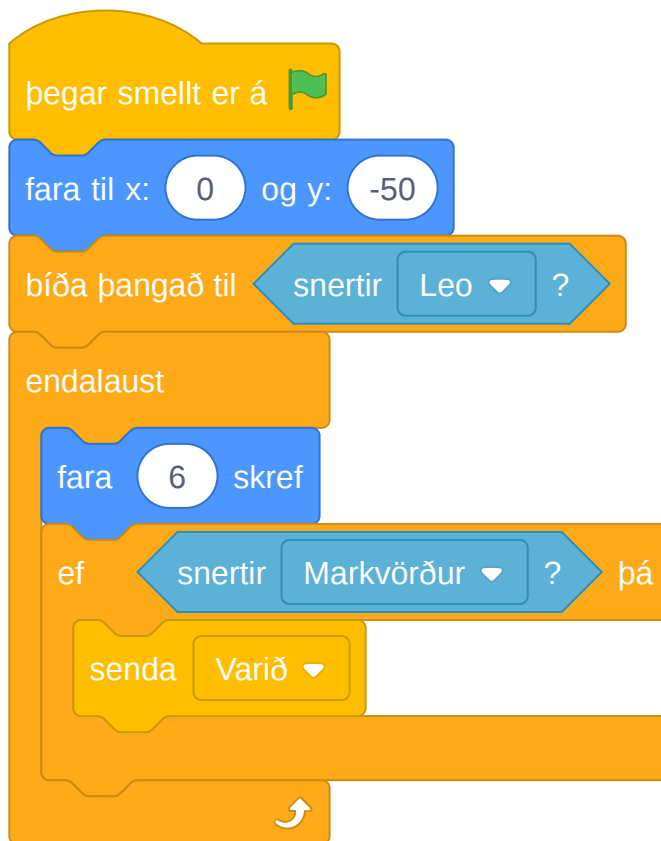 þegar smellt er á
fara til x: 0 og y: -50
bíða þangað til snertir Leo ?
endalaust
fara 6 skref
ef snertir Markvörður ? þá
senda Varið